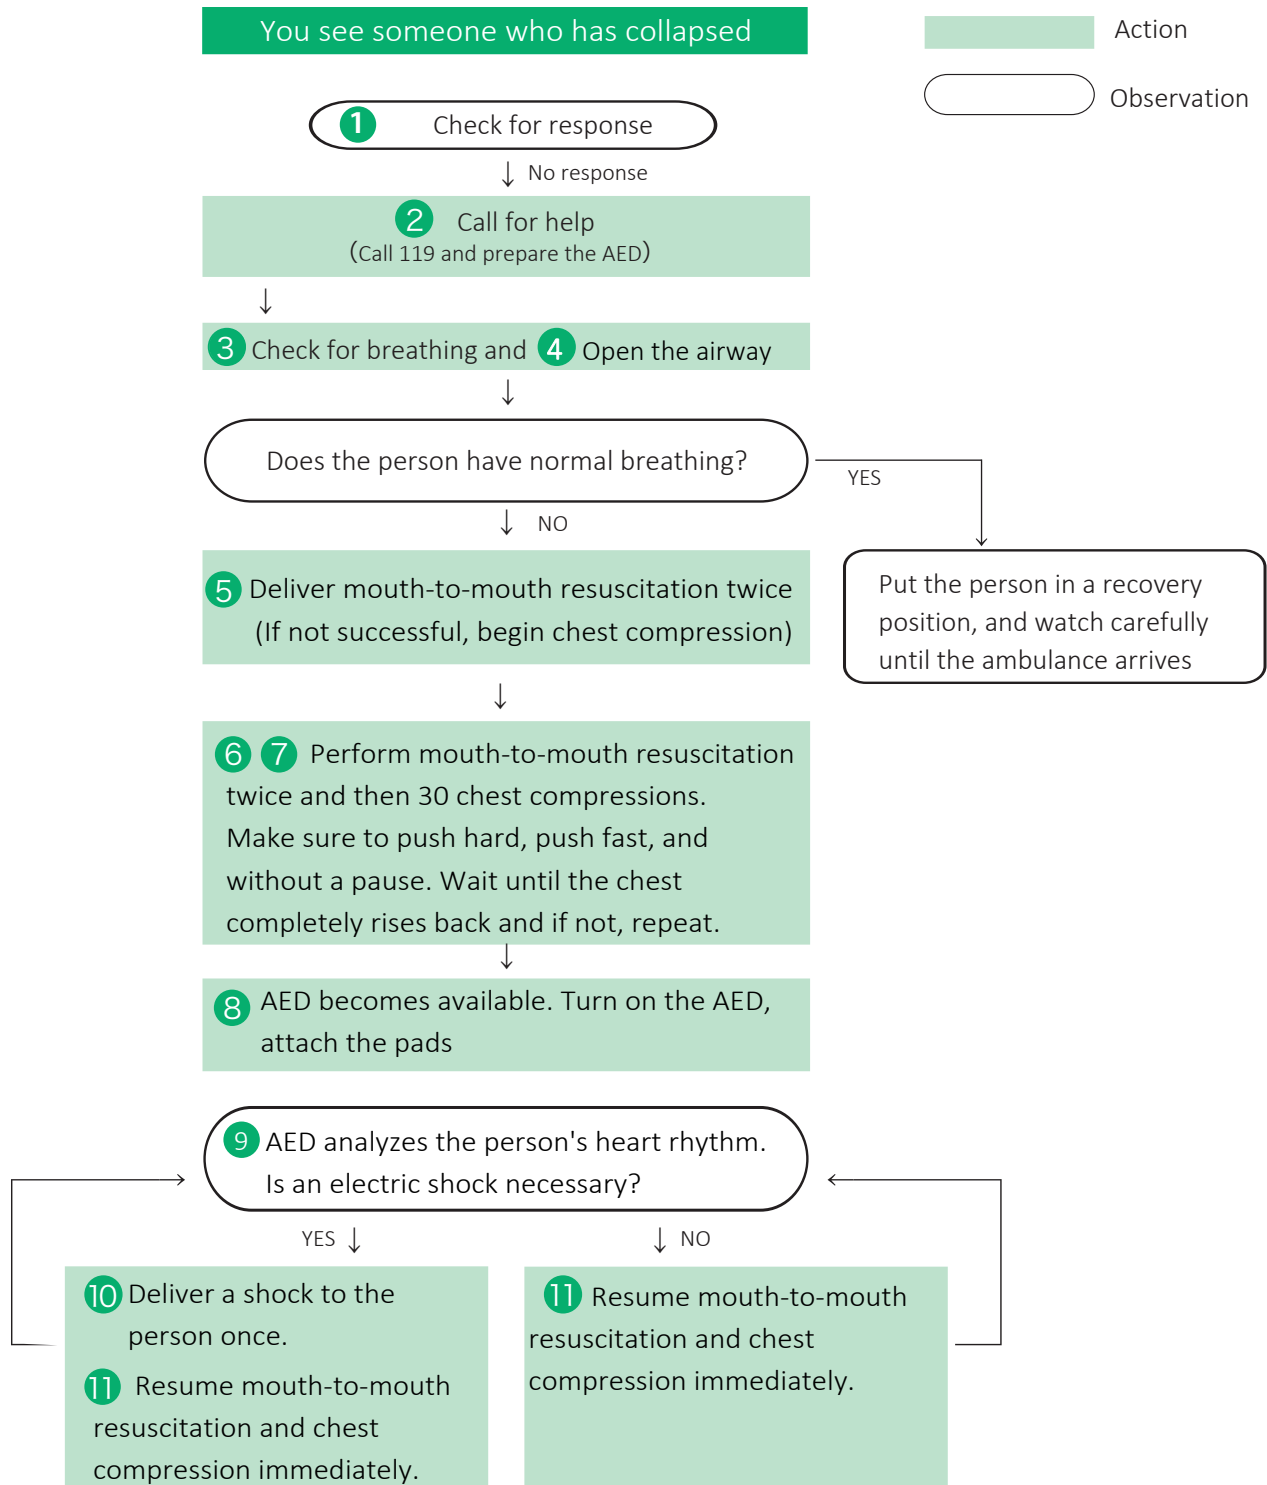 You see someone who has collapsed
Action
Observation
1 Check for response
↓ No response
2 Call for help
(Call 119 and prepare the AED)
↓
3 Check for breathing and 4 Open the airway
↓
Does the person have normal breathing?
YES
↓ NO
5 Deliver mouth-to-mouth resuscitation twice
(If not successful, begin chest compression)
Put the person in a recovery
position, and watch carefully
until the ambulance arrives
↓
6 7 Perform mouth-to-mouth resuscitation
twice and then 30 chest compressions.
Make sure to push hard, push fast, and
without a pause. Wait until the chest
completely rises back and if not, repeat.
↓
8 AED becomes available. Turn on the AED,
attach the pads
9 AED analyzes the person's heart rhythm.
Is an electric shock necessary?
YES ↓
↓ NO
10 Deliver a shock to the
person once.
11 Resume mouth-to-mouth
resuscitation and chest
compression immediately.
11 Resume mouth-to-mouth
resuscitation and chest
compression immediately.